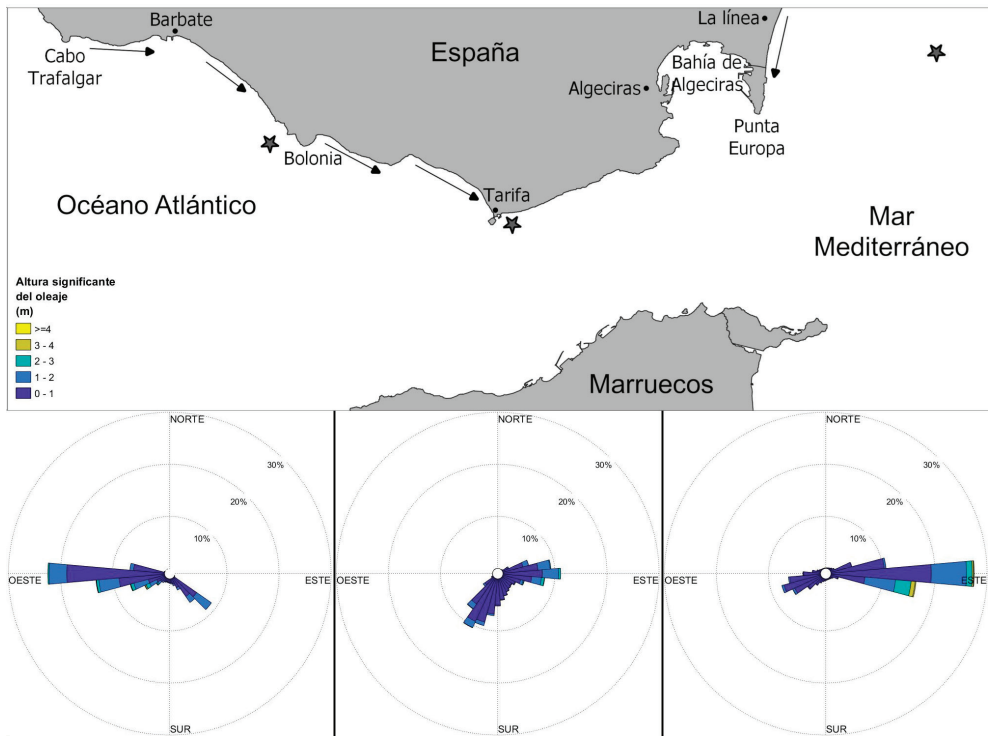 Barbate
Cabo
Trafalgar
España
La línea
Bahía de
Algeciras
Algeciras
Punta
Europa
Bolonia
Tarifa
Océano Atlántico
Mar
Mediterráneo
Marruecos
Altura significante
del oleaje
(m)
>=4
3 - 4
2 - 3
1 - 2
0 - 1
NORTE
30%
20%
10%
OESTE
ESTE
SUR
NORTE
30%
20%
10%
OESTE
ESTE
SUR
NORTE
30%
20%
10%
OESTE
ESTE
SUR